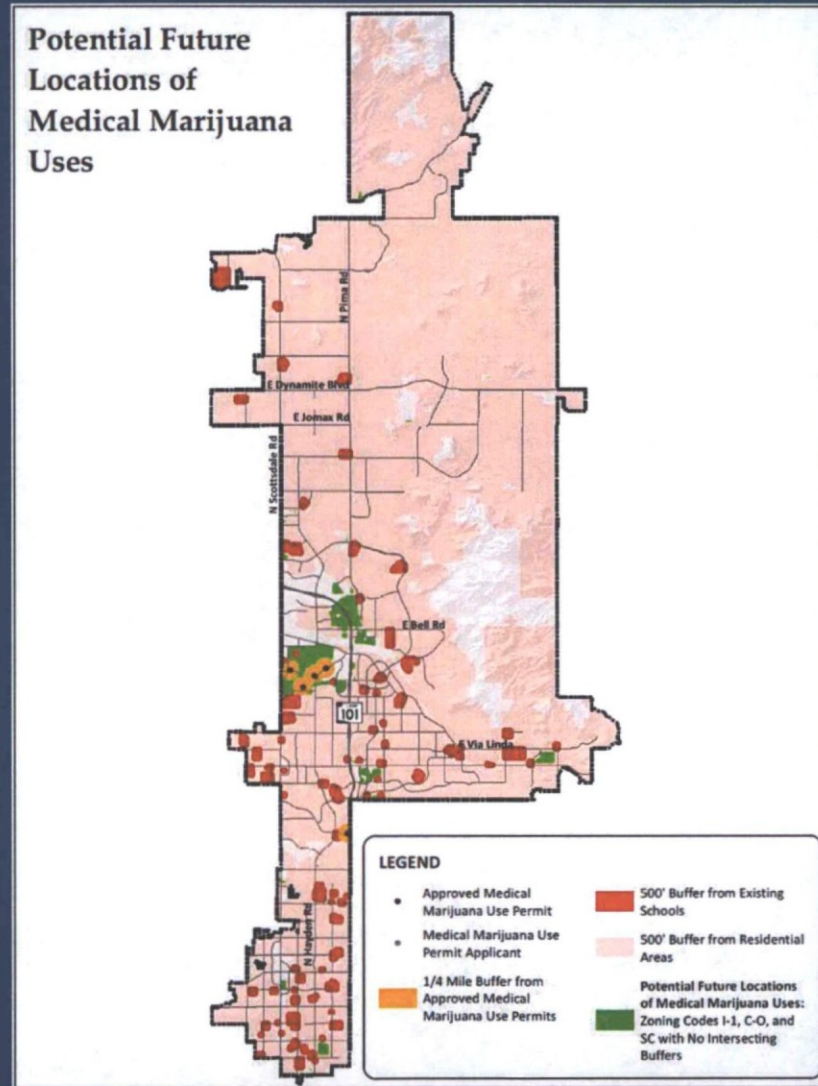 Potential Future
Locations of
Medical Marijuana
Uses
N Pima Rd
E Dynamite Blvd
E Jomax Rd
N Scottsdale Rd
E Bell Rd
101
E Via Linda
N Hayden Rd
LEGEND
Approved Medical
Marijuana Use Permit
Medical Marijuana Use
Permit Applicant
1/4 Mile Buffer from
Approved Medical
Marijuana Use Permits
500' Buffer from Existing
Schools
500' Buffer from Residential
Areas
Potential Future Locations
of Medical Marijuana Uses:
Zoning Codes I-1, C-O, and
SC with No Intersecting
Buffers